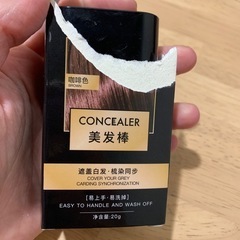 咖啡色
BROWN
CONCEALER
美发棒
遮盖白发·梳染同步
COVER YOUR GREY
CARDING SYNCHRONIZATION
[易上手·易洗掉]
EASY TO HANDLE AND WASH OFF
净含量:20g